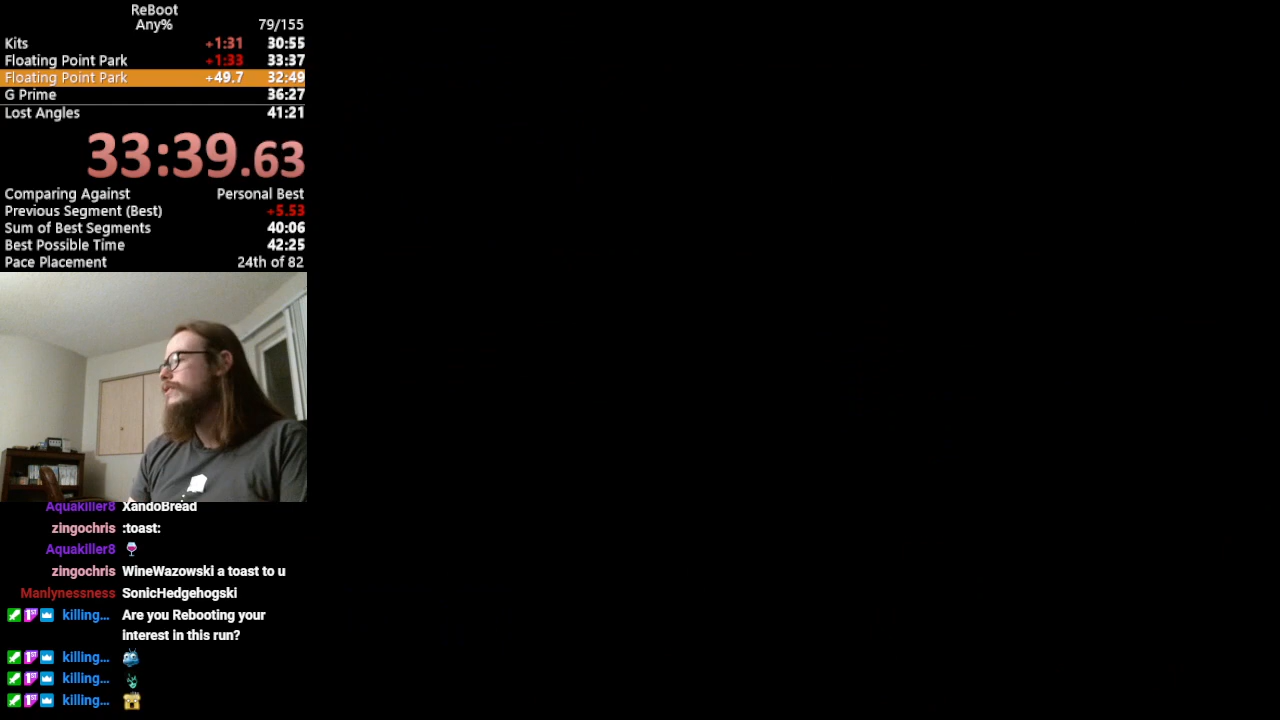 ReBoot
Any% 79/155
Kits +1:31 30:55
Floating Point Park +1:33 33:37
Floating Point Park +49.7 32:49
G Prime 36:27
Lost Angles 41:21
33:39.63
Comparing Against Personal Best
Previous Segment (Best) +5.53
Sum of Best Segments 40:06
Best Possible Time 42:25
Pace Placement 24th of 82
Aquakiller8 XandoBread
zingochris :toast:
Aquakiller8
zingochris WineWazowski a toast to u
Manlynessness SonicHedgehogski
1ST killing... Are you Rebooting your
interest in this run?
1ST killing...
1ST killing...
1ST killing...